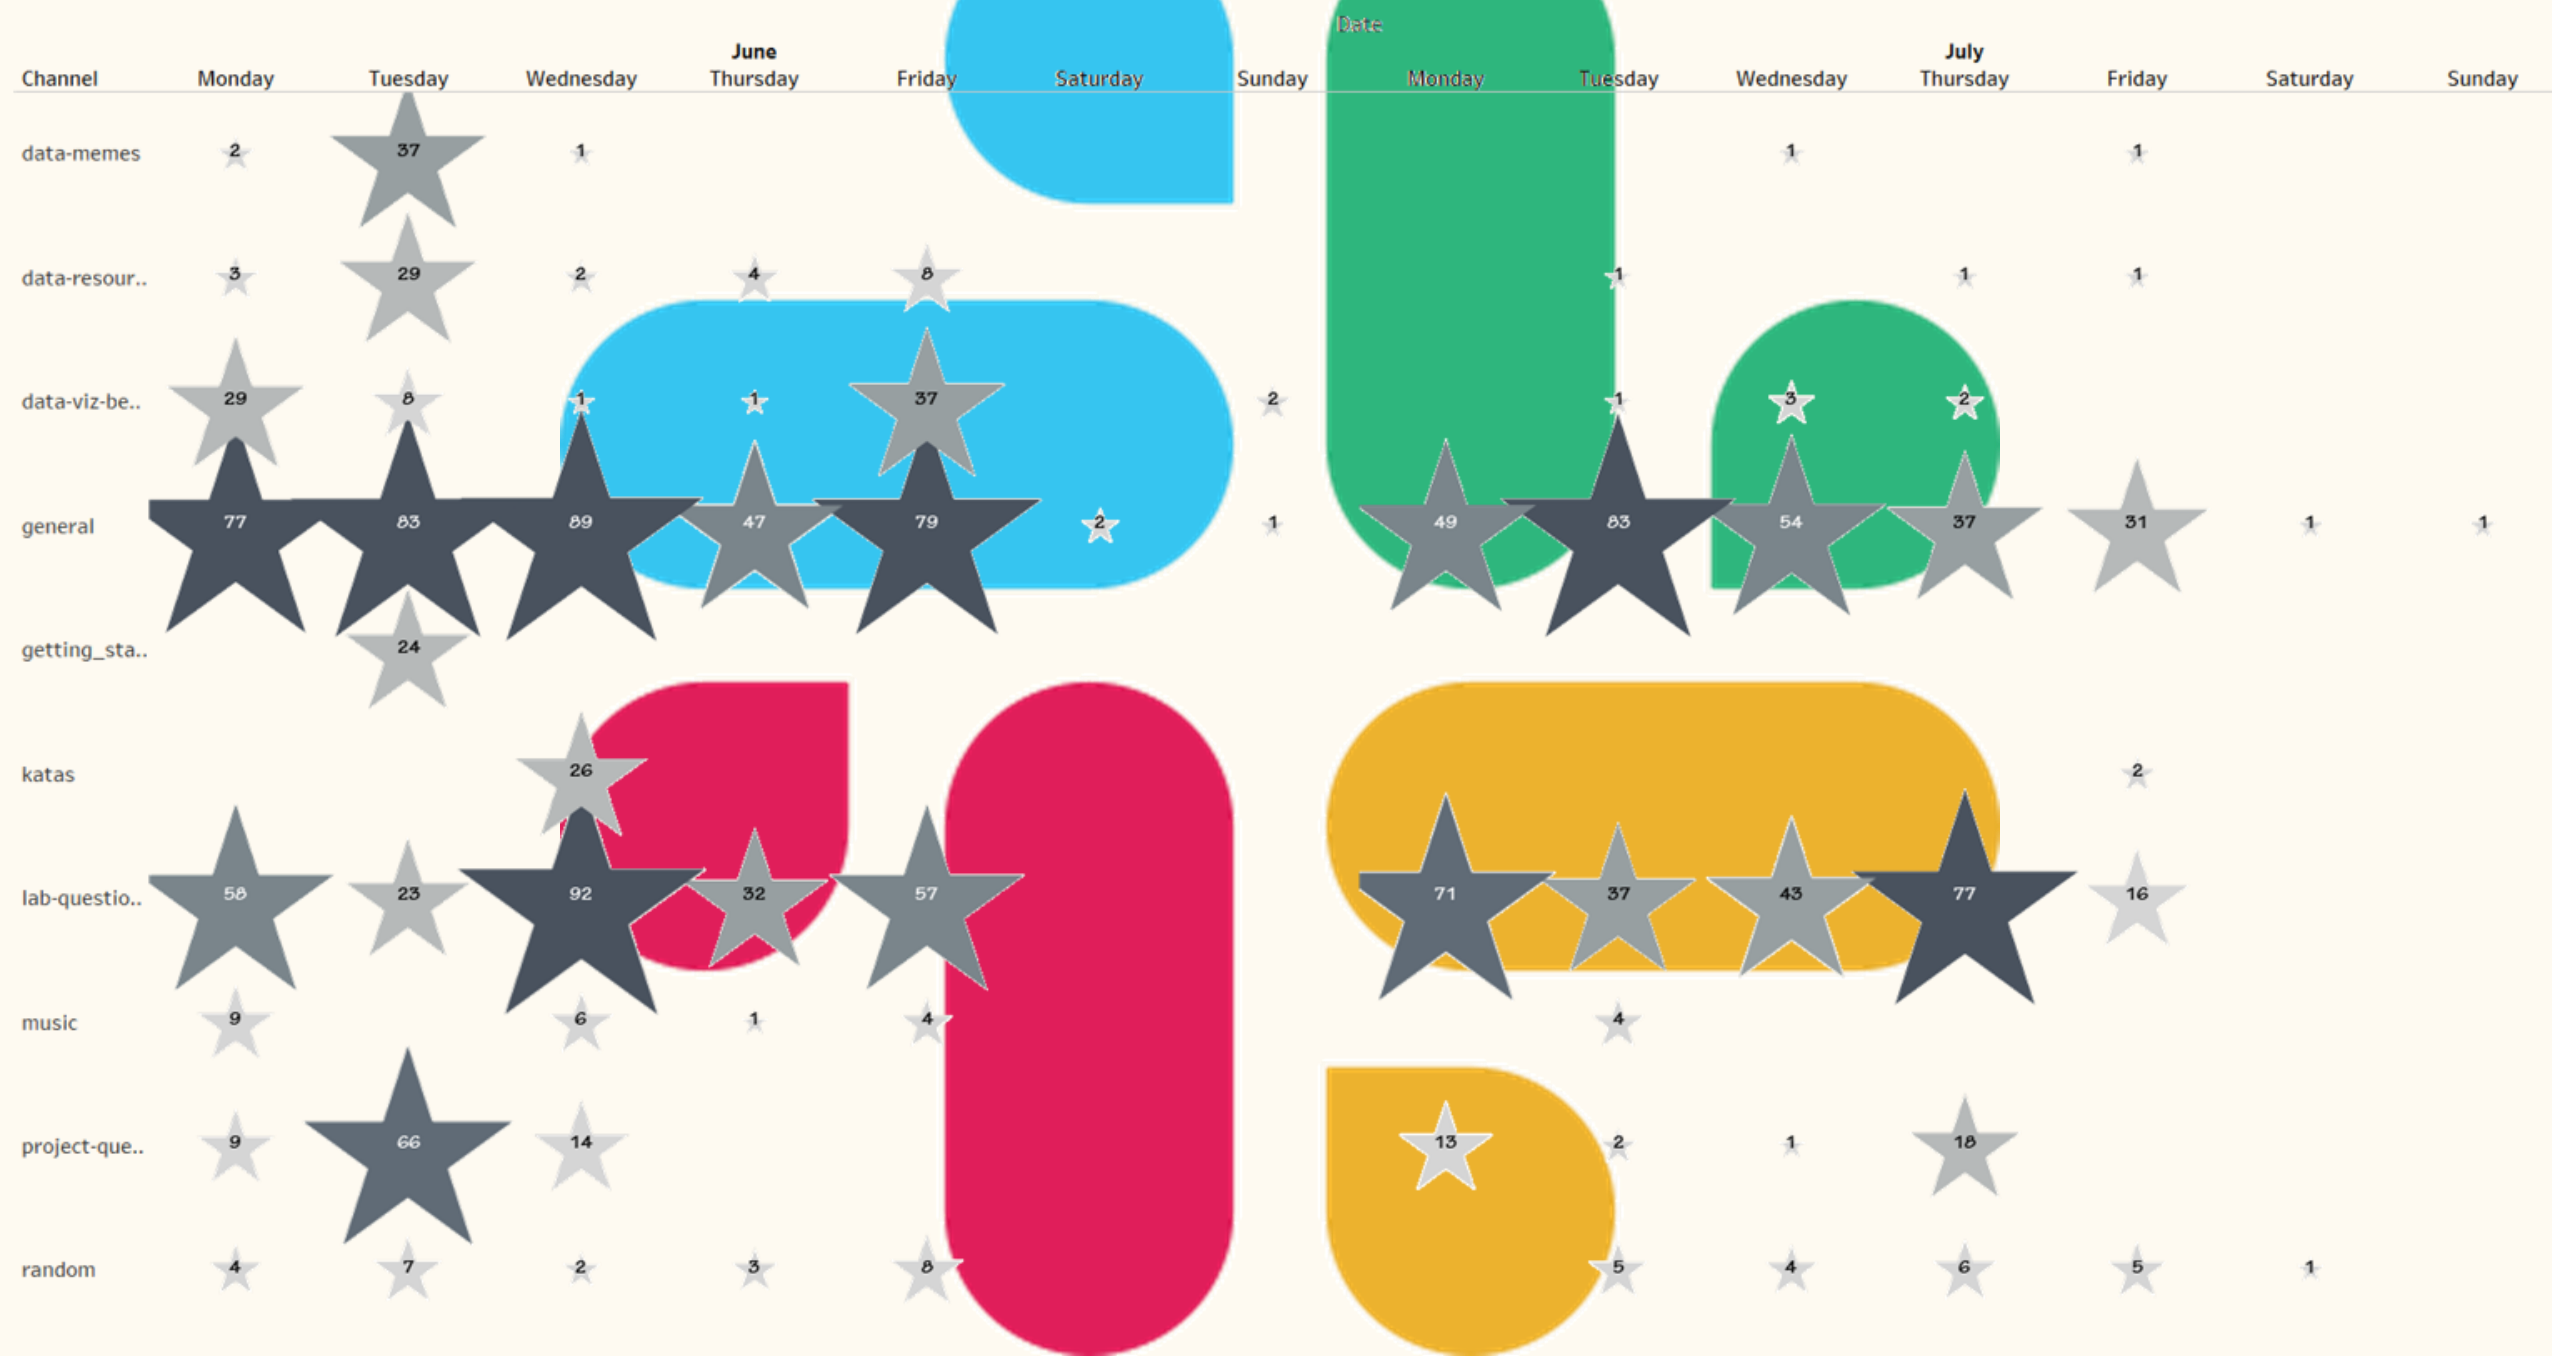 Date
June July
Channel Monday Tuesday Wednesday Thursday Friday Saturday Sunday Monday Tuesday Wednesday Thursday Friday Saturday Sunday
data-memes 2 37 1 1 1
data-resour.. 3 29 2 4 8 1 1 1
data-viz-be.. 29 8 1 1 37 2 1 3 2
general 77 83 89 47 79 2 1 49 83 54 37 31 1 1
getting_sta.. 24
katas 26 2
lab-questio.. 58 23 92 32 57 71 37 43 77 16
music 9 6 1 4 4
project-que.. 9 66 14 13 2 1 18
random 4 7 2 3 8 5 4 6 5 1